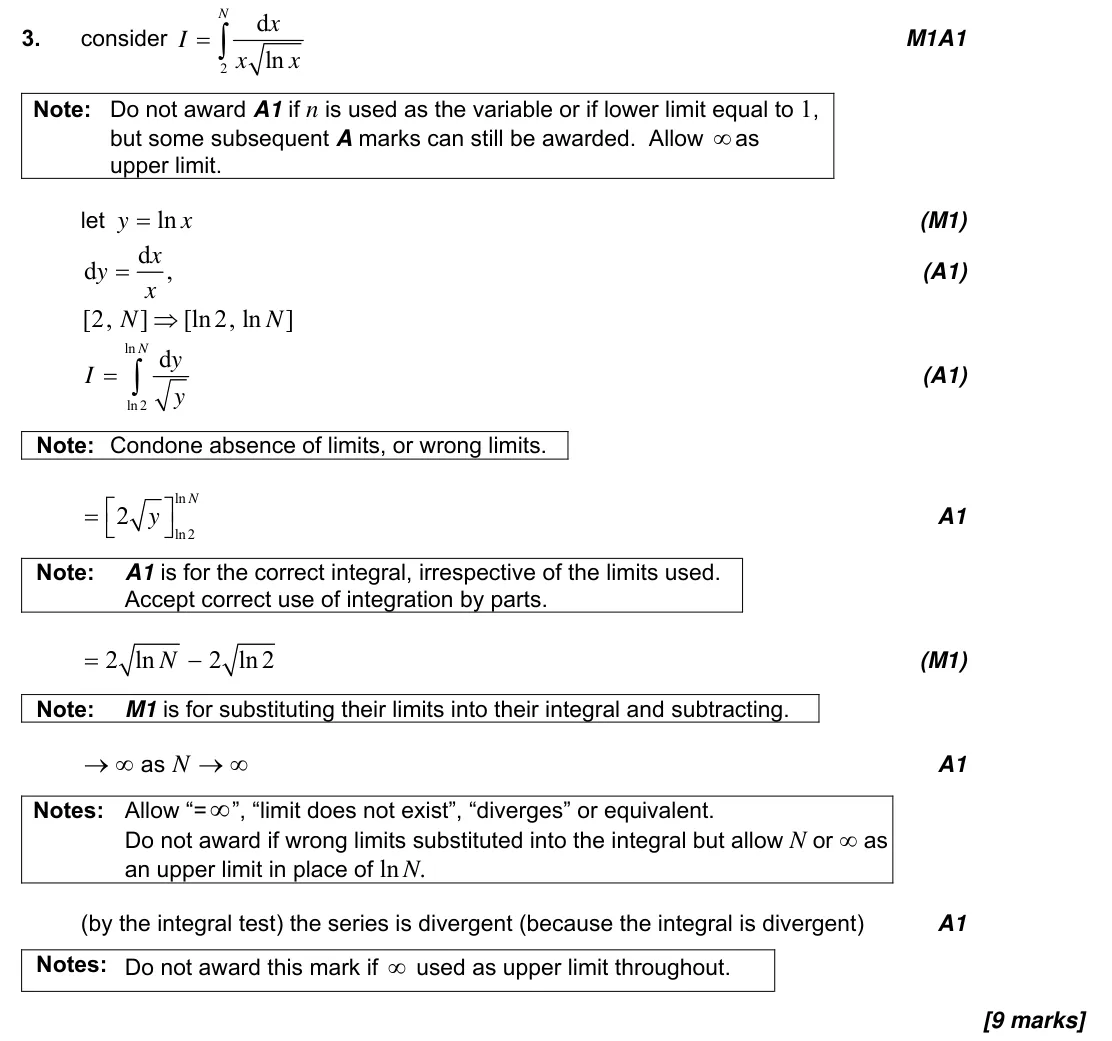 3. consider I = ∫₂ᴺ dx / (x√(ln x)) M1A1
Note: Do not award A1 if n is used as the variable or if lower limit equal to 1,
but some subsequent A marks can still be awarded. Allow ∞ as
upper limit.
let y = ln x (M1)
dy = dx/x, (A1)
[2, N] ⇒ [ln 2, ln N]
I = ∫_{ln 2}^{ln N} dy/√y (A1)
Note: Condone absence of limits, or wrong limits.
= [2√y]_{ln 2}^{ln N} A1
Note: A1 is for the correct integral, irrespective of the limits used.
Accept correct use of integration by parts.
= 2√(ln N) − 2√(ln 2) (M1)
Note: M1 is for substituting their limits into their integral and subtracting.
→ ∞ as N → ∞ A1
Notes: Allow “= ∞”, “limit does not exist”, “diverges” or equivalent.
Do not award if wrong limits substituted into the integral but allow N or ∞ as
an upper limit in place of ln N.
(by the integral test) the series is divergent (because the integral is divergent) A1
Notes: Do not award this mark if ∞ used as upper limit throughout.
[9 marks]